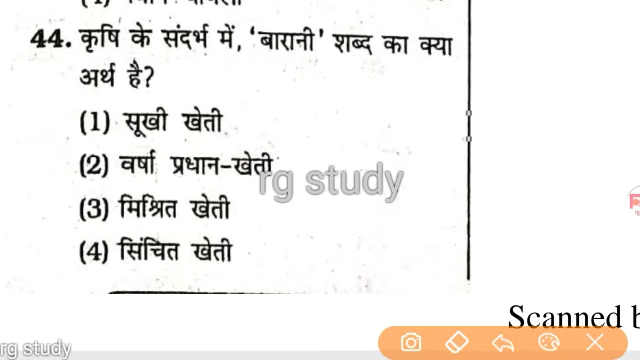 44. कृषि के संदर्भ में, 'बारानी' शब्द का क्या
अर्थ है?
(1) सूखी खेती
(2) वर्षा प्रधान-खेती
rg study
(3) मिश्रित खेती
(4) सिंचित खेती
Scanned b
rg study